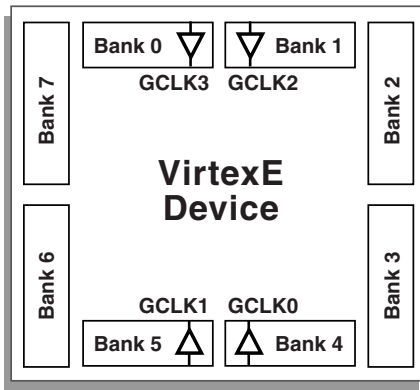 Bank 0 Bank 1
GCLK3 GCLK2
Bank 7
Bank 2
VirtexE
Device
Bank 6
Bank 3
GCLK1 GCLK0
Bank 5 Bank 4